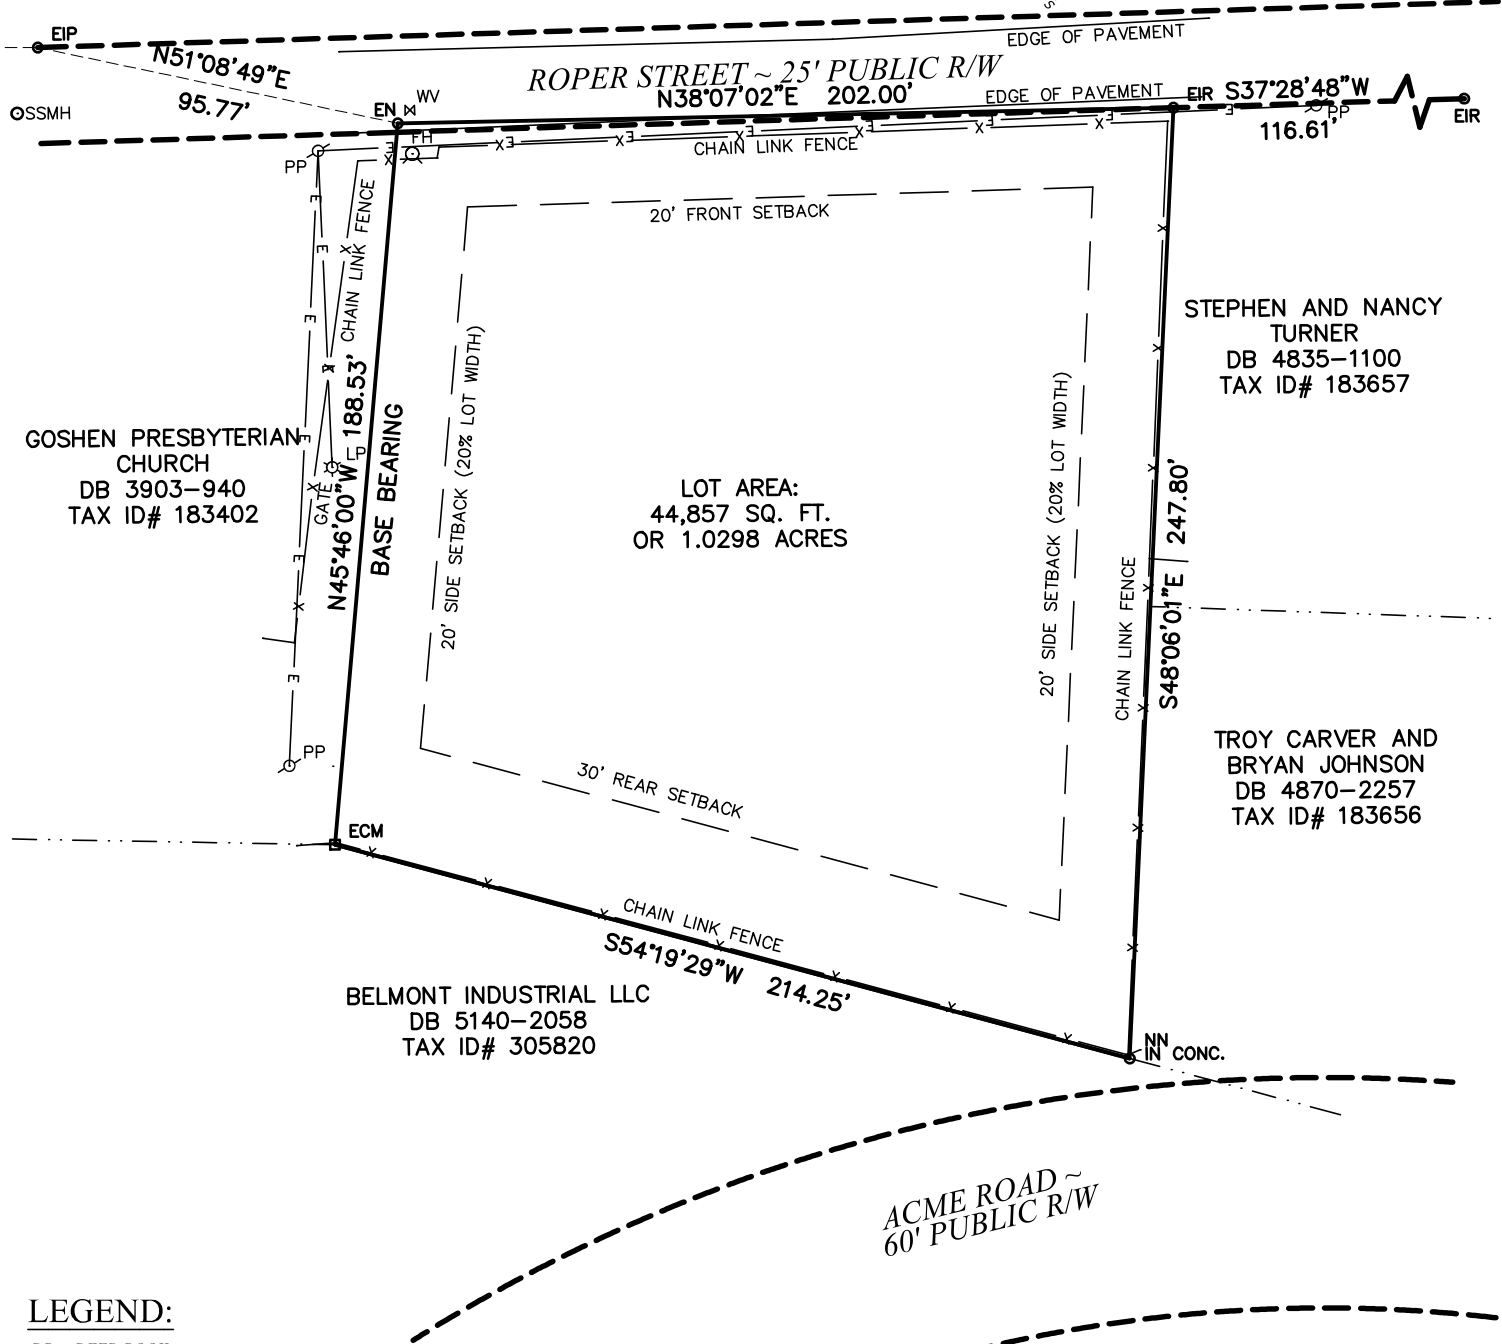 S
EIP
EDGE OF PAVEMENT
N51°08'49"E
95.77'
ROPER STREET ~ 25' PUBLIC R/W
SSMH
EN
WV
N38°07'02"E 202.00'
EDGE OF PAVEMENT
EIR
S37°28'48"W
116.61'
PP
EIR
FH
E X E X E X E X E X E X E
CHAIN LINK FENCE
PP
20' FRONT SETBACK
CHAIN LINK FENCE
N45°46'00"W 188.53'
BASE BEARING
20' SIDE SETBACK (20% LOT WIDTH)
20' SIDE SETBACK (20% LOT WIDTH)
STEPHEN AND NANCY
TURNER
DB 4835-1100
TAX ID# 183657
GOSHEN PRESBYTERIAN
CHURCH
DB 3903-940
TAX ID# 183402
LP
GATE
LOT AREA:
44,857 SQ. FT.
OR 1.0298 ACRES
CHAIN LINK FENCE
S48°06'01"E 247.80'
PP
TROY CARVER AND
BRYAN JOHNSON
DB 4870-2257
TAX ID# 183656
30' REAR SETBACK
ECM
CHAIN LINK FENCE
S54°19'29"W 214.25'
BELMONT INDUSTRIAL LLC
DB 5140-2058
TAX ID# 305820
NN
IN CONC.
ACME ROAD ~
60' PUBLIC R/W
LEGEND: